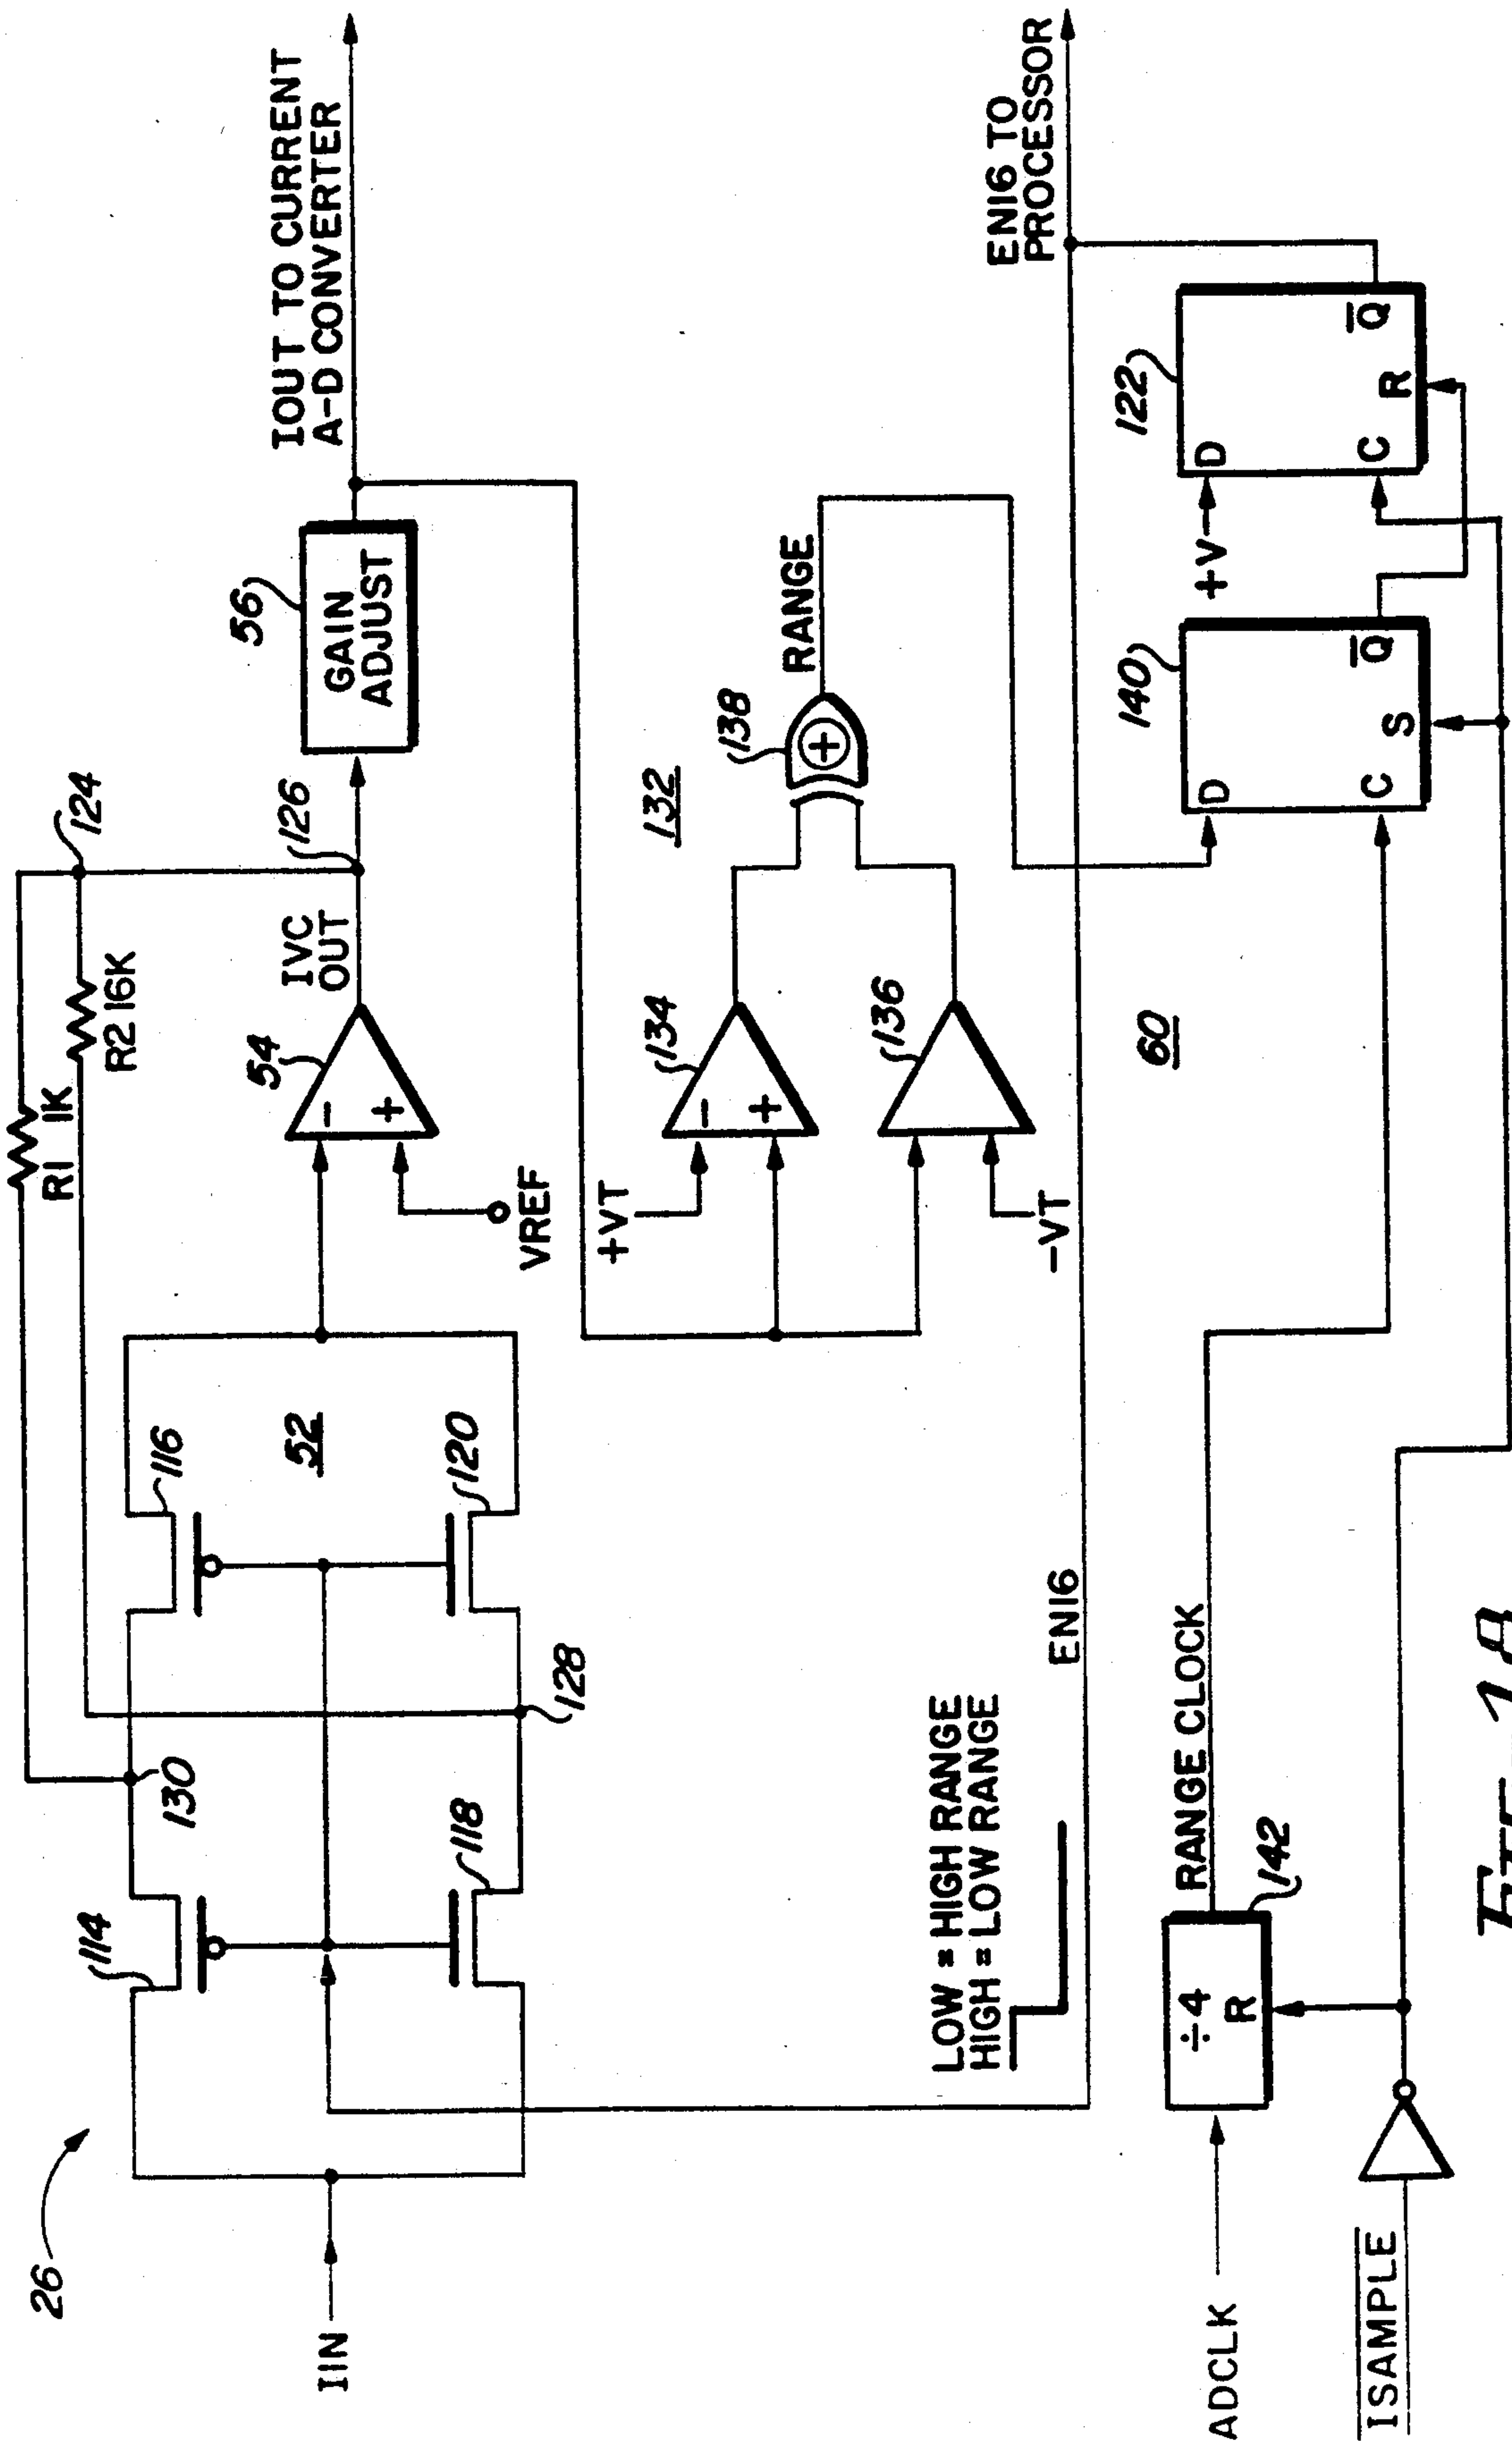 26
IIN
114
130
116
52
118
128
120
R1 1K
R2 16K
124
54
−
+
VREF
IVC
OUT
126
56
GAIN
ADJUST
IOUT TO CURRENT
A-D CONVERTER
+VT
−VT
134
−
+
136
132
138
+
RANGE
EN16 TO
PROCESSOR
LOW = HIGH RANGE
HIGH = LOW RANGE
EN16
60
ADCLK
÷4
R
142
RANGE CLOCK
ISAMPLE
140
D
C
S
Q
+V
122
D
C
R
Q